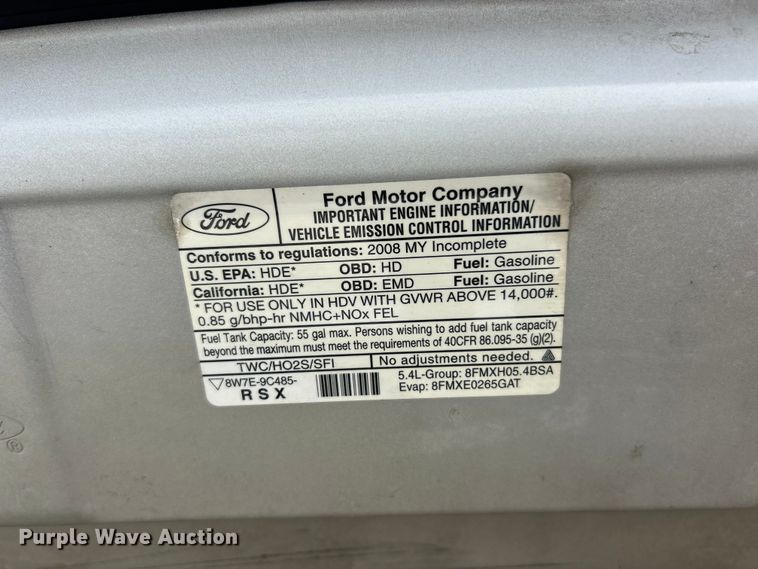 Ford
Ford Motor Company
IMPORTANT ENGINE INFORMATION/
VEHICLE EMISSION CONTROL INFORMATION
Conforms to regulations: 2008 MY Incomplete
U.S. EPA: HDE* OBD: HD Fuel: Gasoline
California: HDE* OBD: EMD Fuel: Gasoline
* FOR USE ONLY IN HDV WITH GVWR ABOVE 14,000#.
0.85 g/bhp-hr NMHC+NOx FEL
Fuel Tank Capacity: 55 gal max. Persons wishing to add fuel tank capacity
beyond the maximum must meet the requirements of 40CFR 86.095-35 (g)(2).
TWC/HO2S/SFI No adjustments needed.
8W7E-9C485-
R S X
5.4L-Group: 8FMXH05.4BSA
Evap: 8FMXE0265GAT
®
Purple Wave Auction